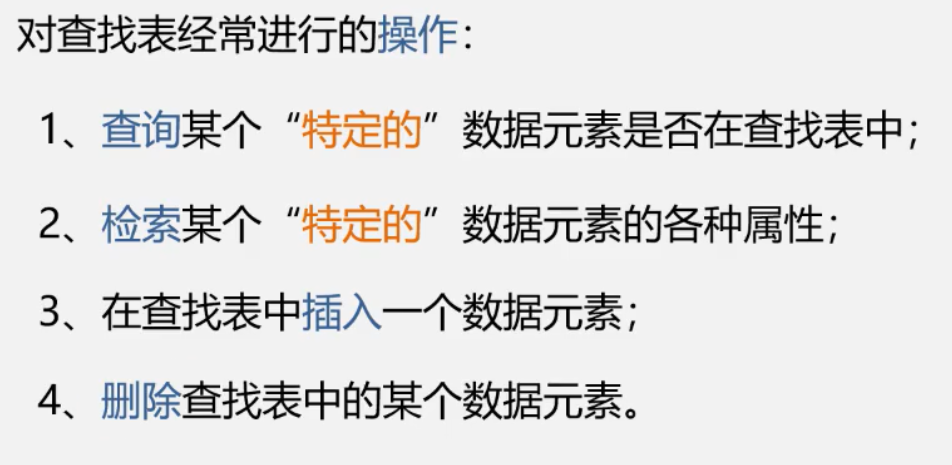 对查找表经常进行的操作：
1、查询某个“特定的”数据元素是否在查找表中；
2、检索某个“特定的”数据元素的各种属性；
3、在查找表中插入一个数据元素；
4、删除查找表中的某个数据元素。